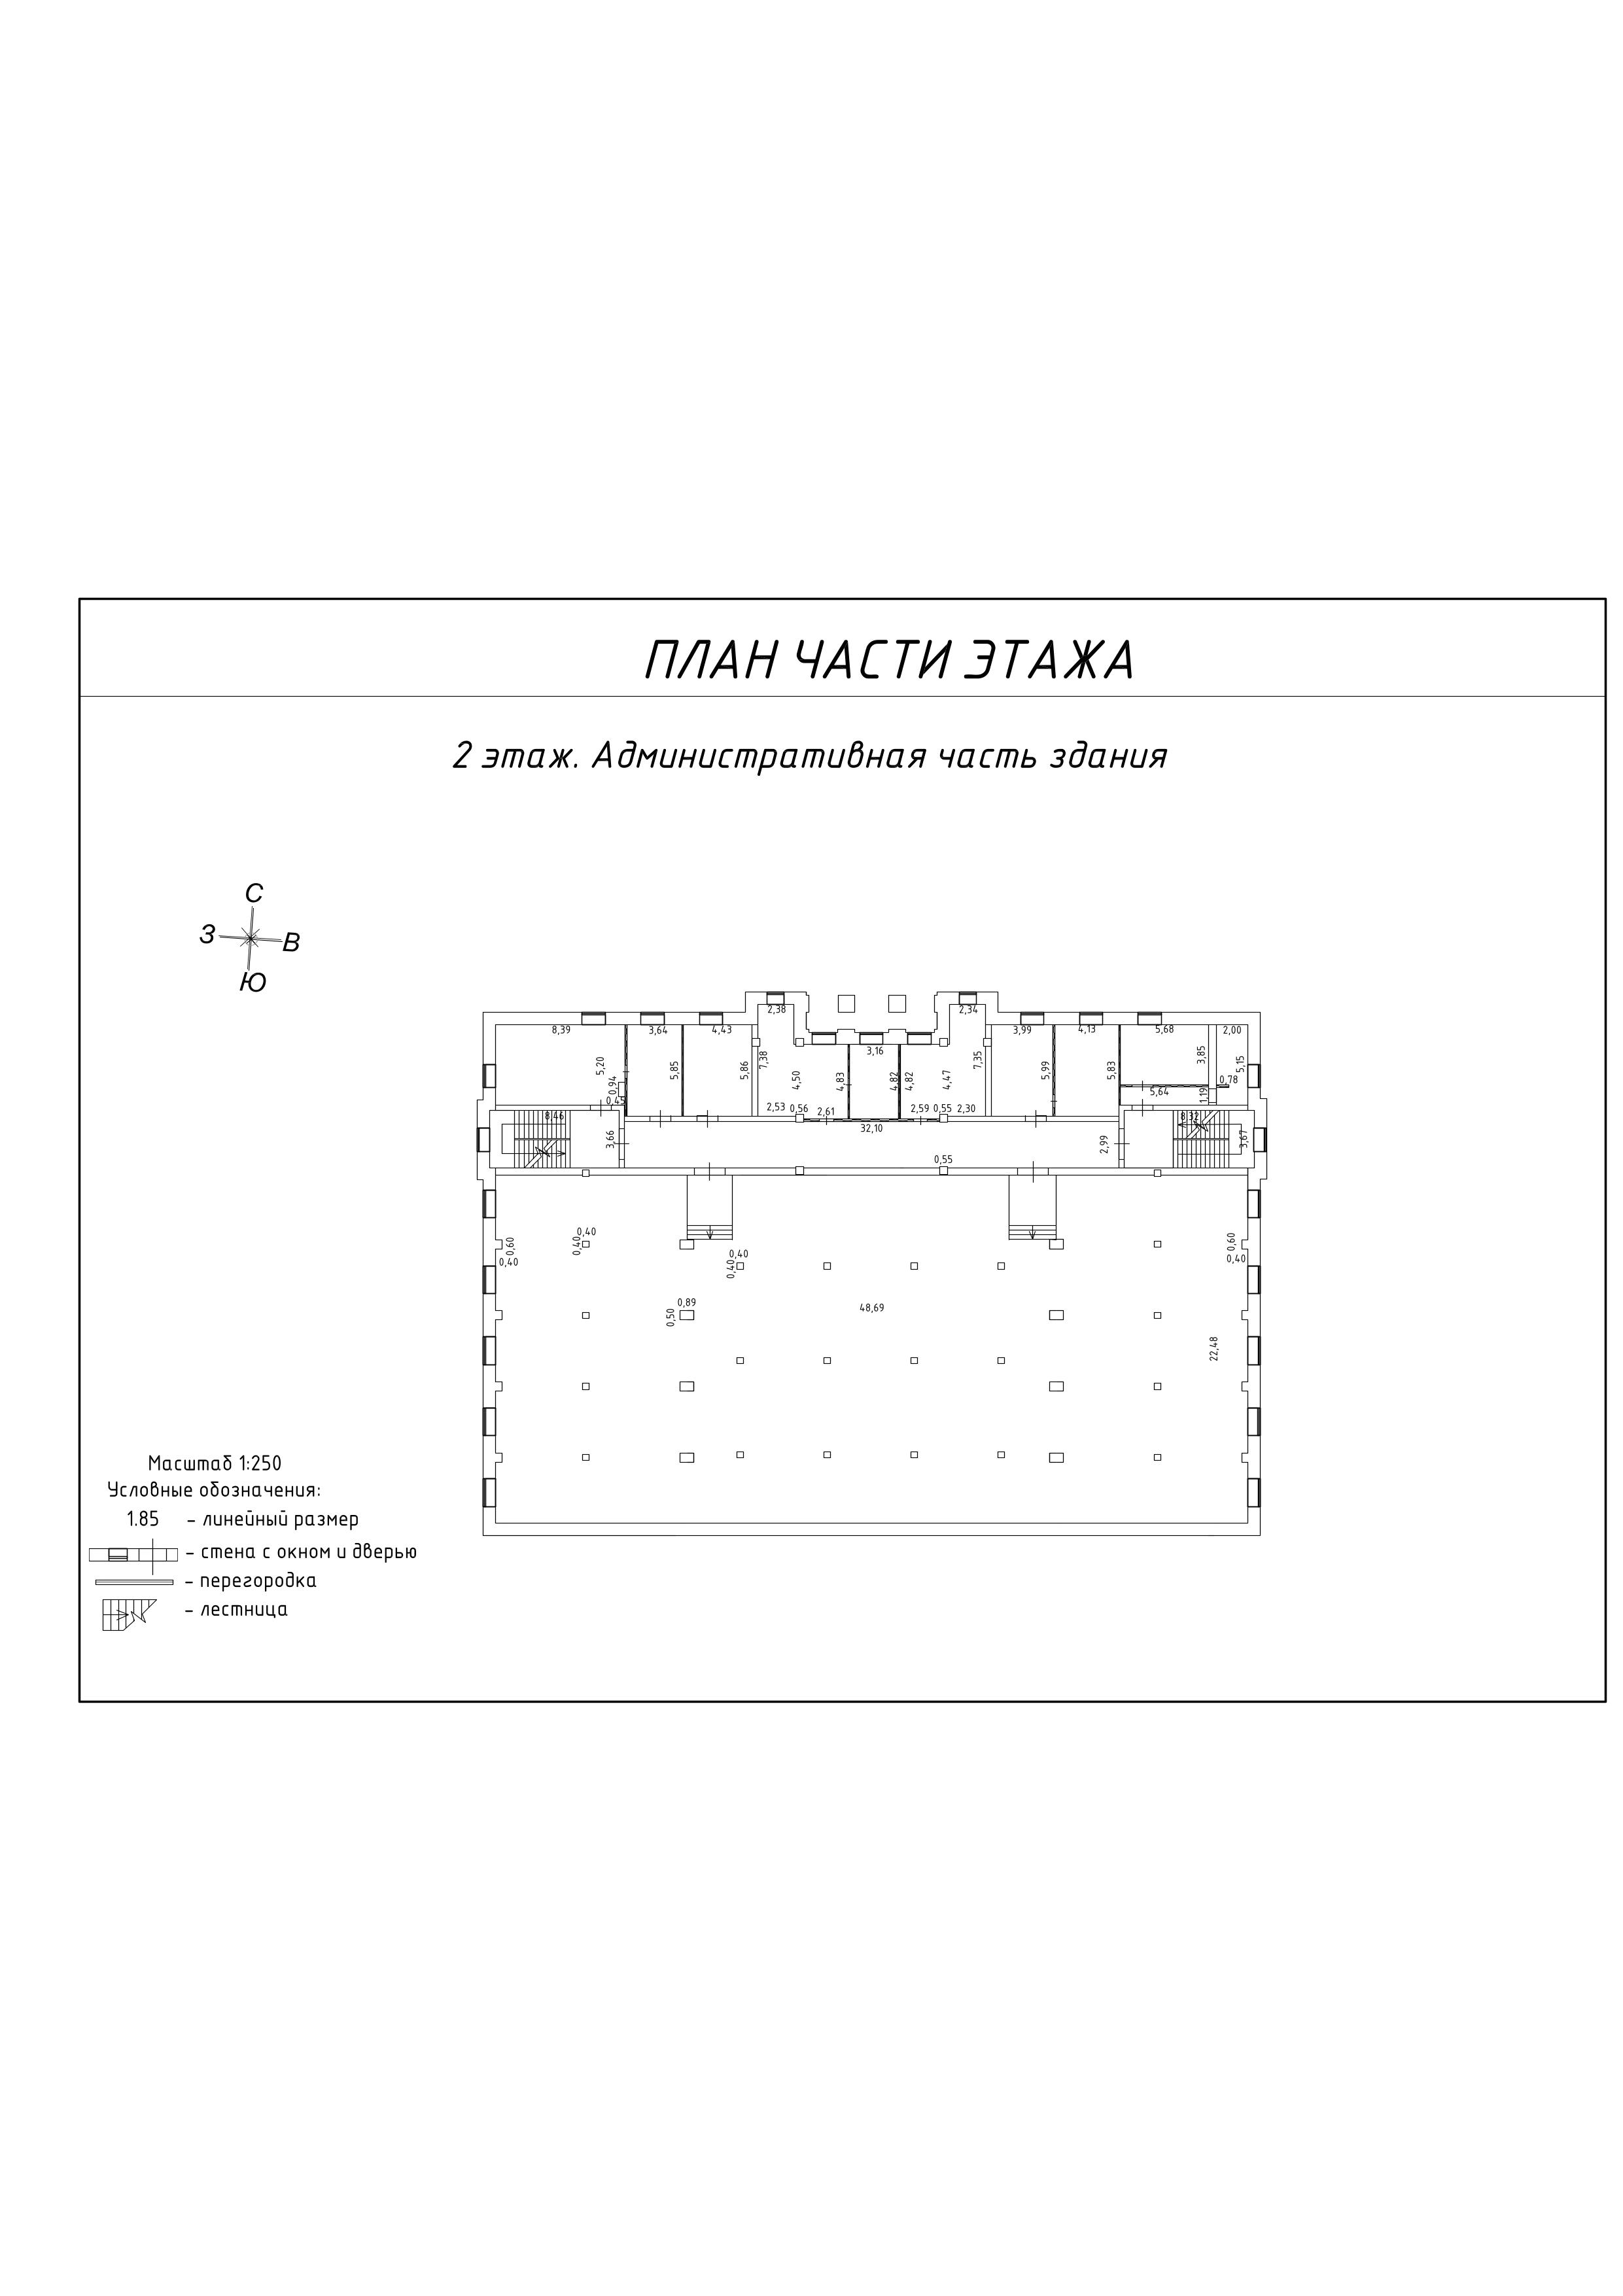 ПЛАН ЧАСТИ ЭТАЖА
2 этаж. Административная часть здания
С
З В
Ю
2,38 2,34
8,39 3,64 4,43 3,99 4,13 5,68 2,00
3,16
5,20 5,85 5,86 7,38 4,50 4,83 4,82 4,82 4,47 7,35 5,99 5,83 3,85 5,15
0,94 0,78
0,45 5,64 1,19
2,53 0,56 2,61 2,59 0,55 2,30
8,46 8,32
32,10
3,66 2,99 3,67
0,55
0,40
0,60 0,40 0,60
0,40 0,40 0,40
0,40
0,89 48,69
0,50
22,48
Масштаб 1:250
Условные обозначения:
1.85 - линейный размер
- стена с окном и дверью
- перегородка
- лестница